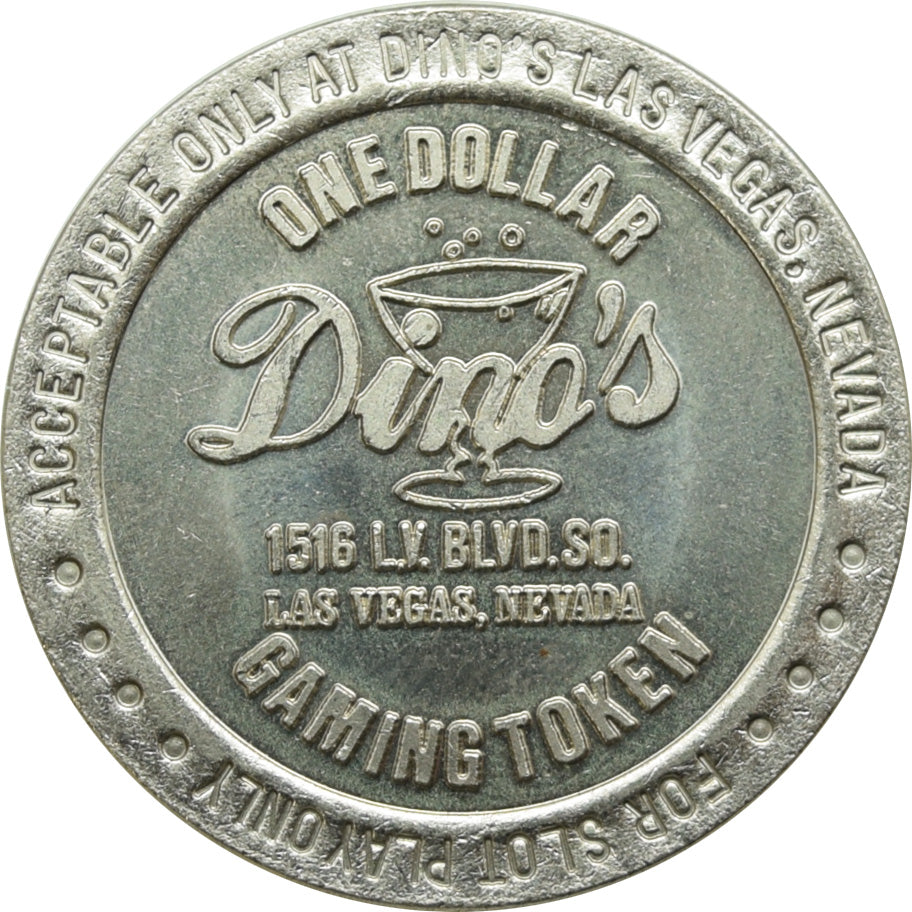 ACCEPTABLE ONLY AT DINO'S LAS VEGAS, NEVADA
ONE DOLLAR
Dino's
1516 L.V. BLVD. SO.
LAS VEGAS, NEVADA
GAMING TOKEN
• • • • • FOR SLOT PLAY ONLY • • • • •